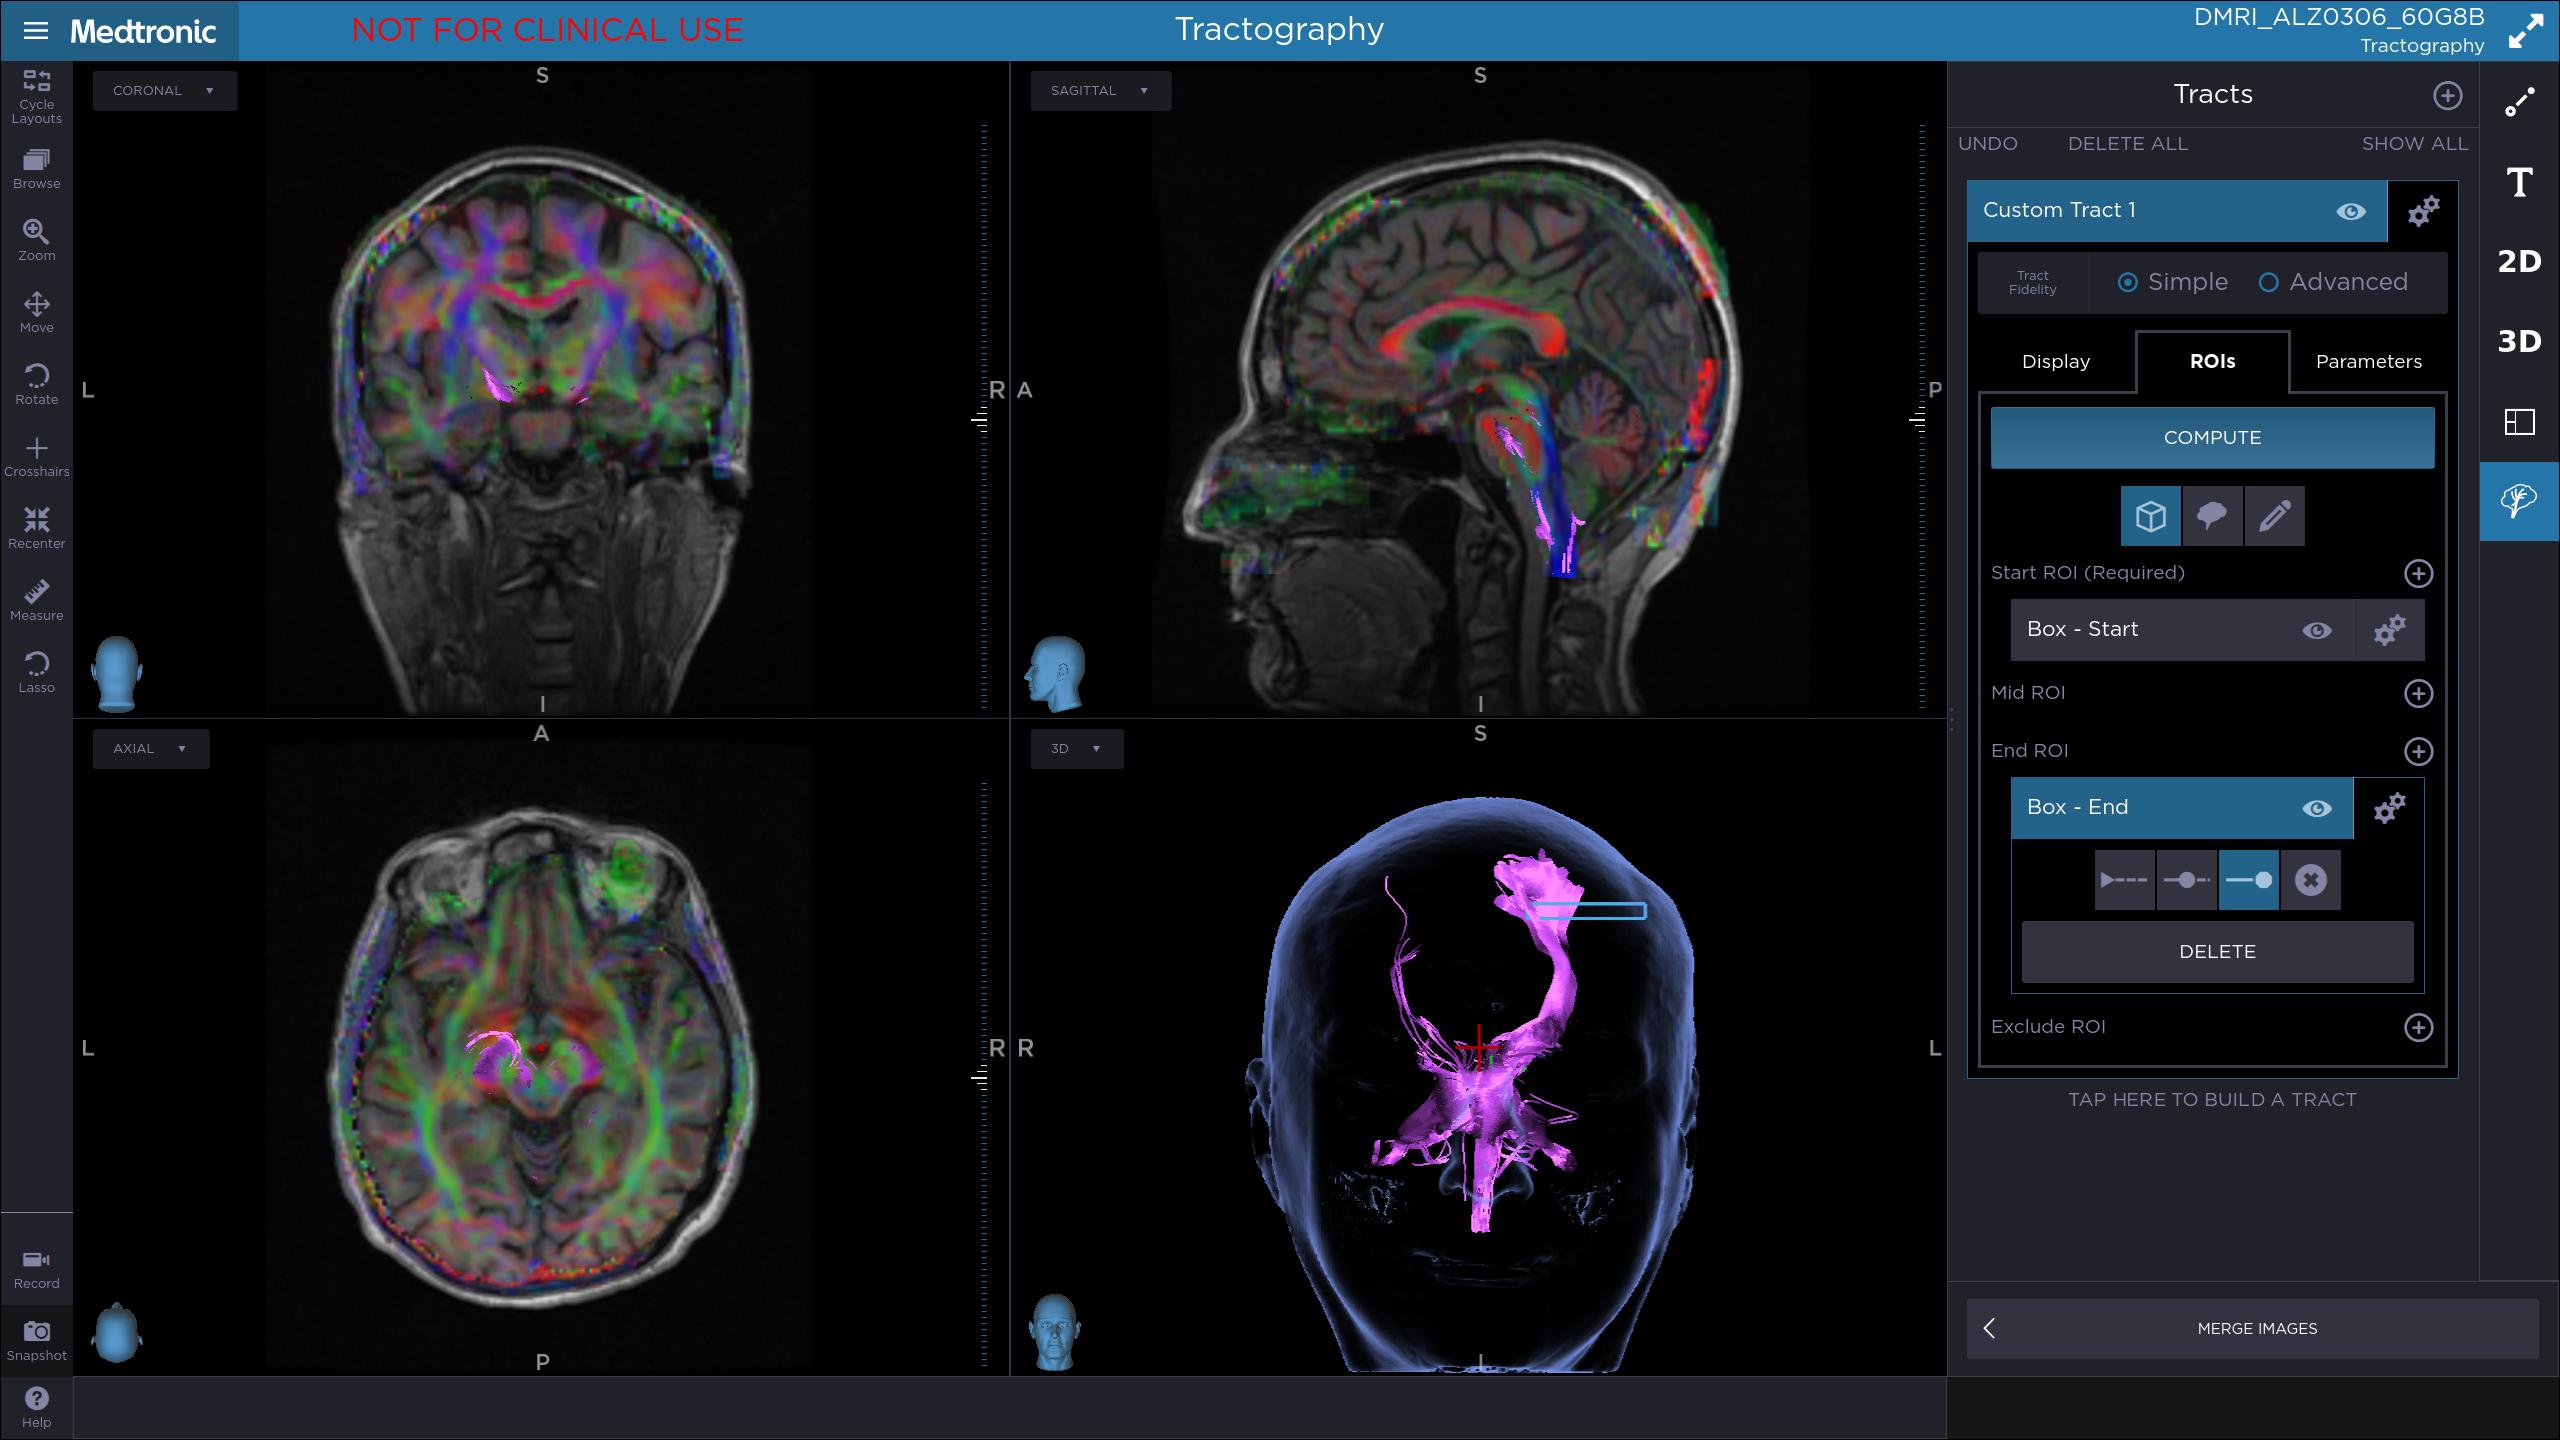 Medtronic
NOT FOR CLINICAL USE
Tractography
DMRI_ALZ0306_60G8B
Tractography
Cycle
Layouts
Browse
Zoom
Move
Rotate
Crosshairs
Recenter
Measure
Lasso
Record
Snapshot
Help
CORONAL
S
L
R
I
SAGITTAL
S
A
P
I
AXIAL
A
L
R
P
3D
S
R
L
I
Tracts
UNDO
DELETE ALL
SHOW ALL
Custom Tract 1
Tract
Fidelity
Simple
Advanced
Display
ROIs
Parameters
COMPUTE
Start ROI (Required)
Box - Start
Mid ROI
End ROI
Box - End
DELETE
Exclude ROI
TAP HERE TO BUILD A TRACT
MERGE IMAGES
T
2D
3D